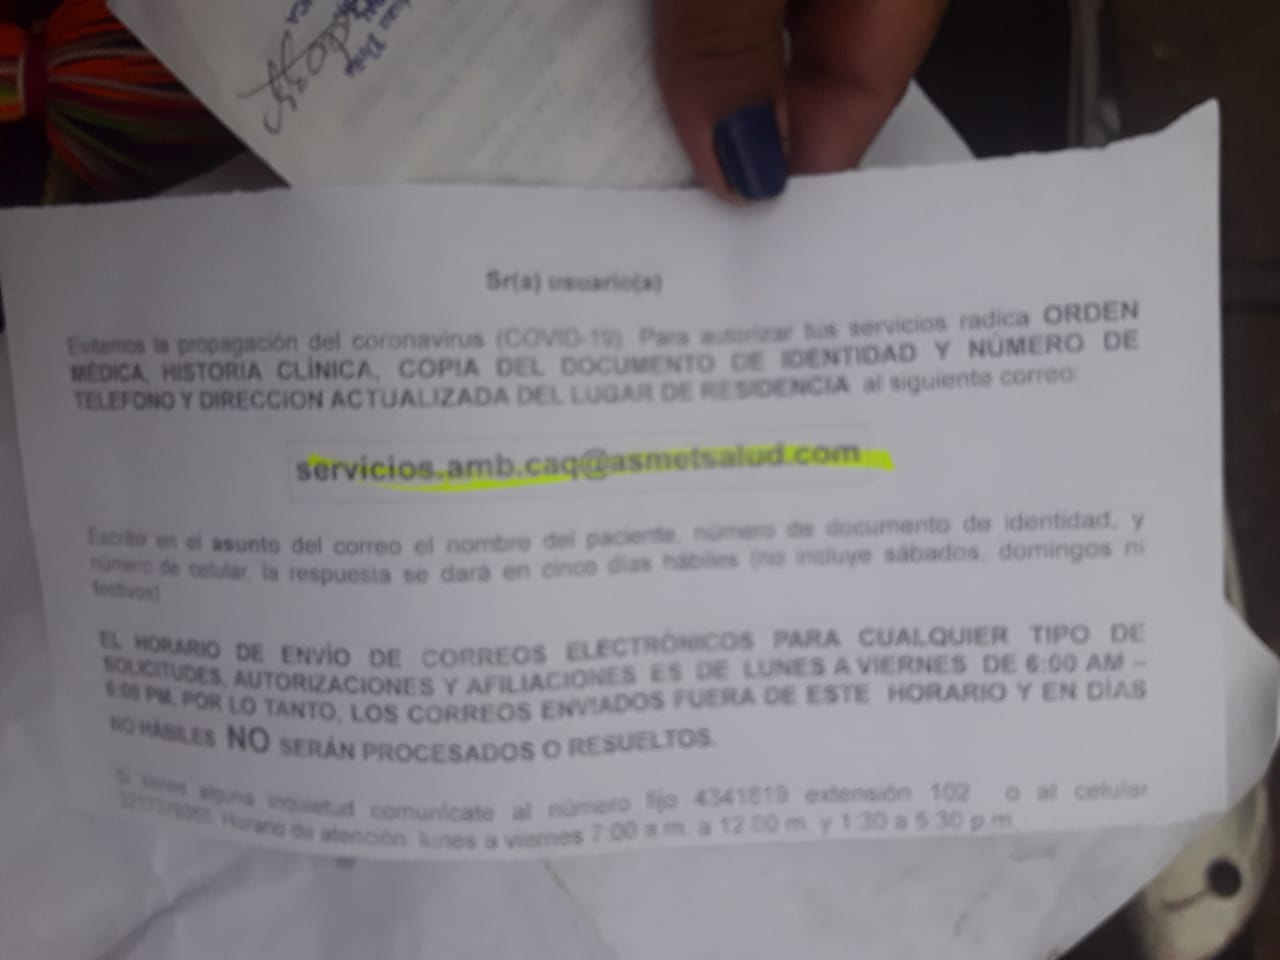 Sr(a) usuario(a)
Evitemos la propagación del coronavirus (COVID-19). Para autorizar tus servicios radica ORDEN
MÉDICA, HISTORIA CLÍNICA, COPIA DEL DOCUMENTO DE IDENTIDAD Y NÚMERO DE
TELEFONO Y DIRECCION ACTUALIZADA DEL LUGAR DE RESIDENCIA al siguiente correo:
servicios.amb.caq@asmetsalud.com
Escribir en el asunto del correo el nombre del paciente, número de documento de identidad, y
número de celular, la respuesta se dará en cinco días hábiles (no incluye sábados, domingos ni
festivos)
EL HORARIO DE ENVÍO DE CORREOS ELECTRÓNICOS PARA CUALQUIER TIPO DE
SOLICITUDES, AUTORIZACIONES Y AFILIACIONES ES DE LUNES A VIERNES DE 6:00 AM –
6:00 PM, POR LO TANTO, LOS CORREOS ENVIADOS FUERA DE ESTE HORARIO Y EN DÍAS
NO HÁBILES NO SERÁN PROCESADOS O RESUELTOS.
Si tienes alguna inquietud comunícate al número fijo 4341819 extensión 102 o al celular
Horario de atención: lunes a viernes 7:00 a.m. a 12:00 m. y 1:30 a 5:30 p.m.